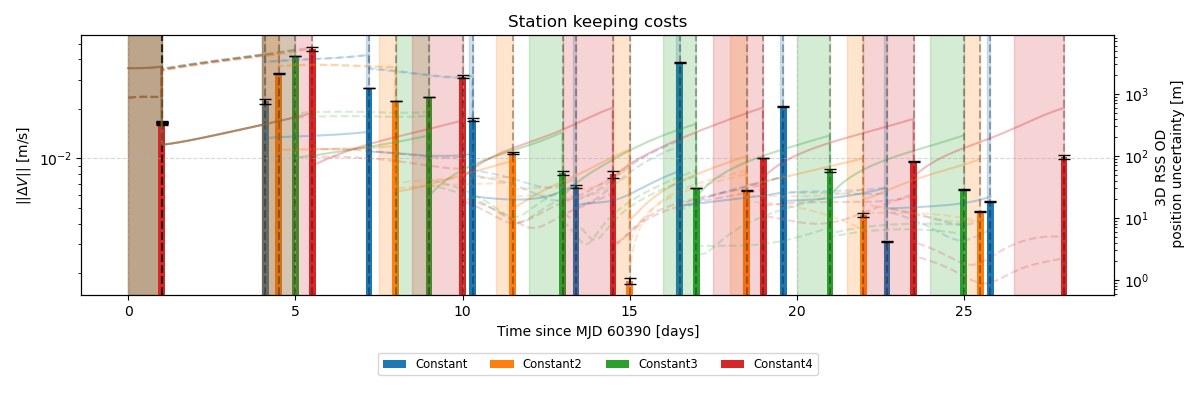 Station keeping costs
||ΔV|| [m/s]
10⁻²
10³
10²
10¹
10⁰
3D RSS OD
position uncertainty [m]
0 5 10 15 20 25
Time since MJD 60390 [days]
Constant Constant2 Constant3 Constant4